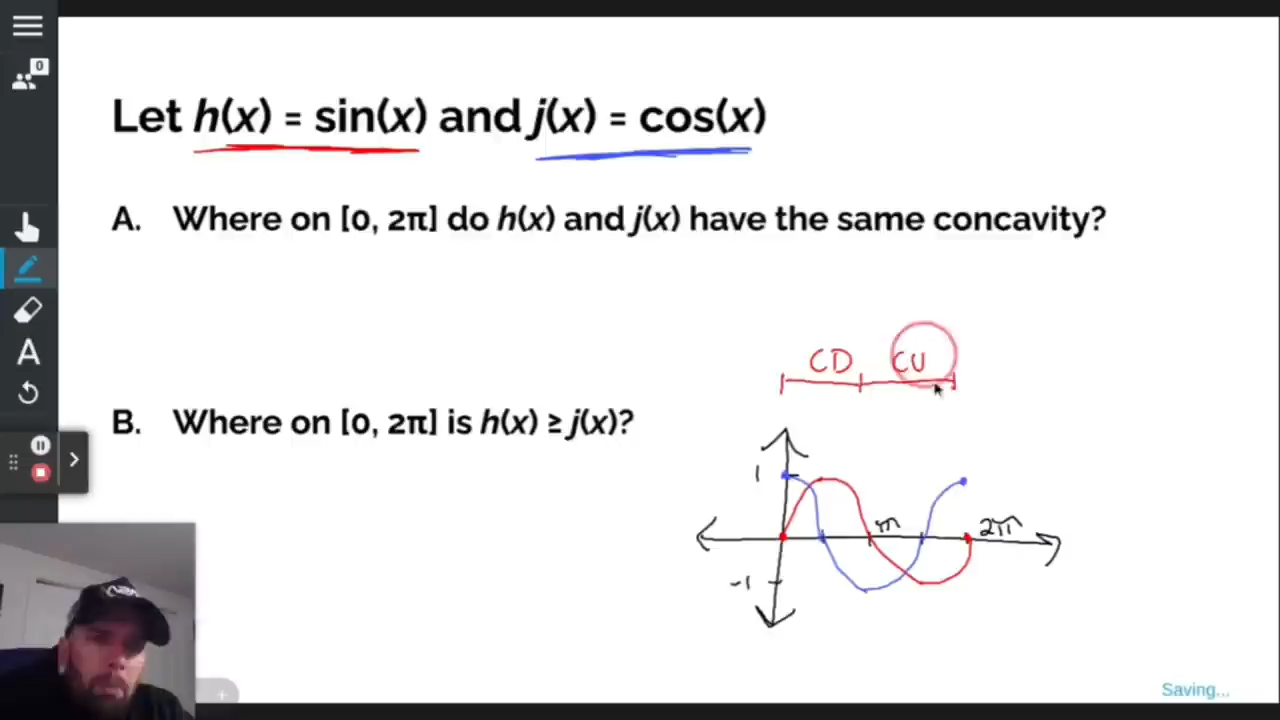 0
Let h(x) = sin(x) and j(x) = cos(x)
A. Where on [0, 2π] do h(x) and j(x) have the same concavity?
A
CD CU
B. Where on [0, 2π] is h(x) ≥ j(x)?
1
π 2π
-1
Saving...